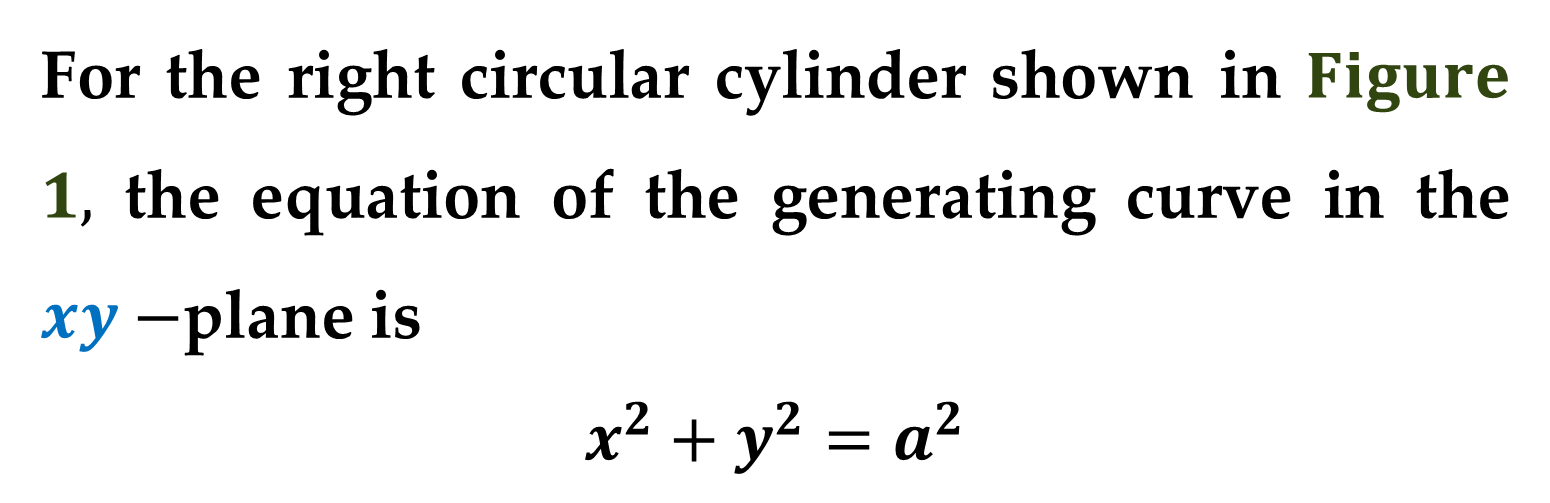 For the right circular cylinder shown in Figure
1, the equation of the generating curve in the
xy −plane is
x² + y² = a²